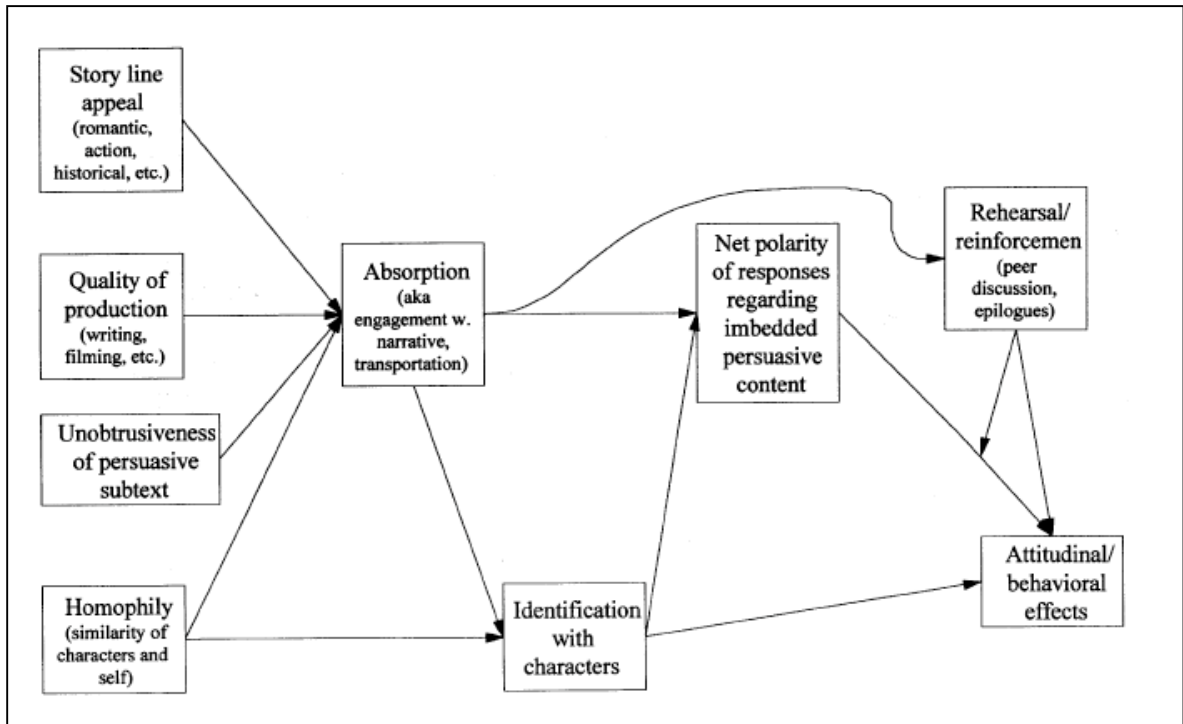 Story line
appeal
(romantic,
action,
historical, etc.)
Quality of
production
(writing,
filming, etc.)
Unobtrusiveness
of persuasive
subtext
Homophily
(similarity of
characters and
self)
Absorption
(aka
engagement w.
narrative,
transportation)
Identification
with
characters
Net polarity
of responses
regarding
imbedded
persuasive
content
Rehearsal/
reinforcemen
(peer
discussion,
epilogues)
Attitudinal/
behavioral
effects